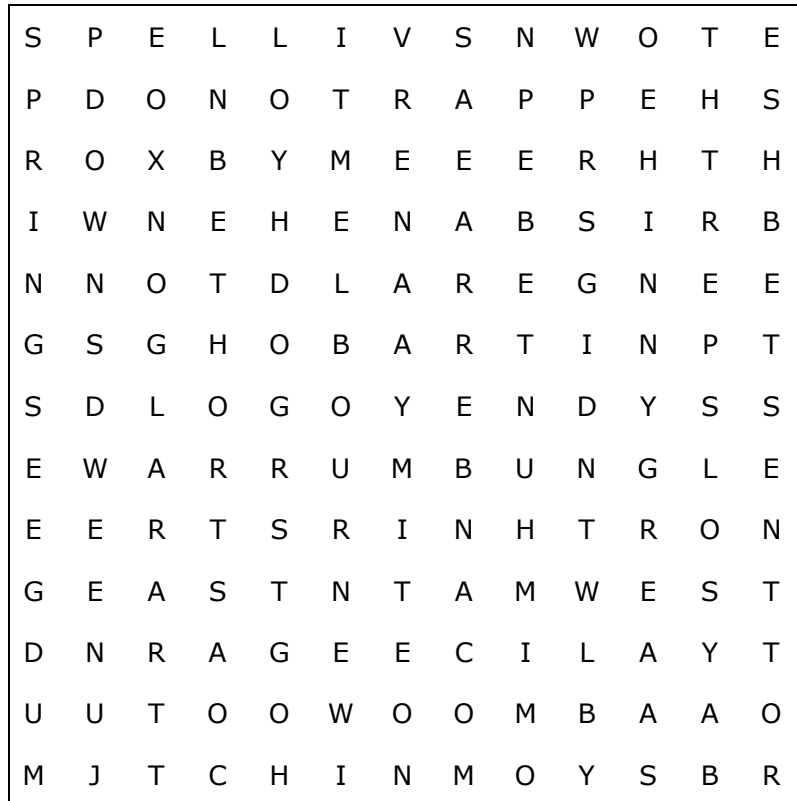 S P E L L I V S N W O T E
P D O N O T R A P P E H S
R O X B Y M E E E R H T H
I W N E H E N A B S I R B
N N O T D L A R E G N E E
G S G H O B A R T I N P T
S D L O G O Y E N D Y S S
E W A R R U M B U N G L E
E E R T S R I N H T R O N
G E A S T N T A M W E S T
D N R A G E E C I L A Y T
U U T O O W O O M B A A O
M J T C H I N M O Y S B R